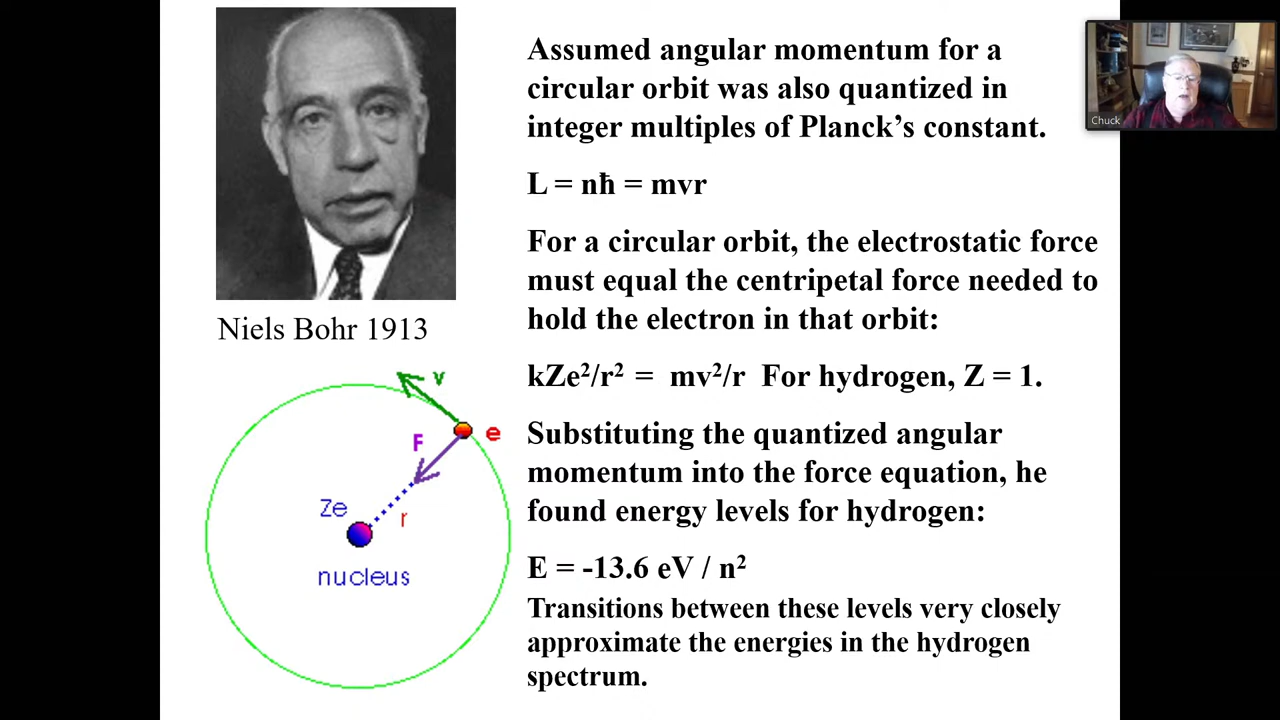 Assumed angular momentum for a
circular orbit was also quantized in
integer multiples of Planck’s constant.
L = nħ = mvr
For a circular orbit, the electrostatic force
must equal the centripetal force needed to
hold the electron in that orbit:
kZe²/r² = mv²/r For hydrogen, Z = 1.
Substituting the quantized angular
momentum into the force equation, he
found energy levels for hydrogen:
E = -13.6 eV / n²
Transitions between these levels very closely
approximate the energies in the hydrogen
spectrum.
Niels Bohr 1913
v
e
F
Ze
r
nucleus
Chuck